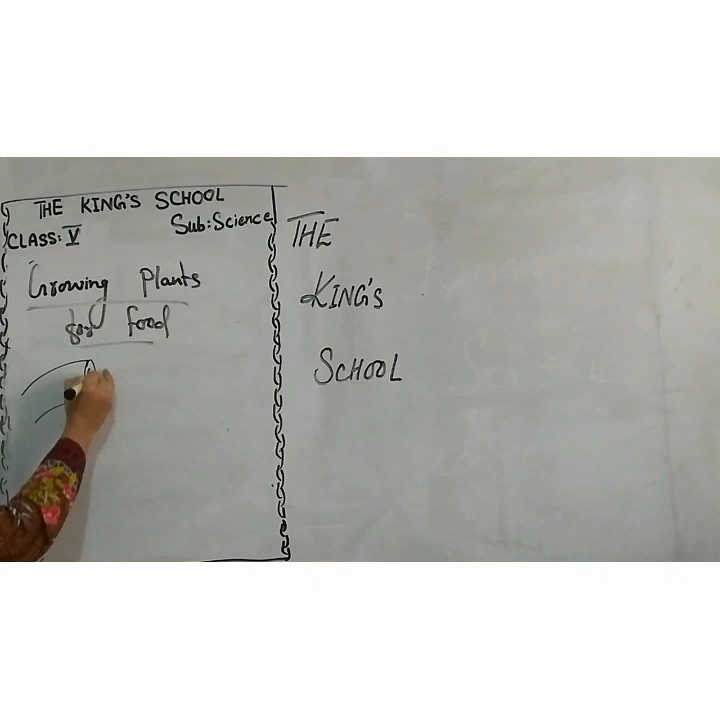 THE KING'S SCHOOL
Sub:Science
CLASS: V
Growing Plants
for food
THE
KING'S
SCHOOL